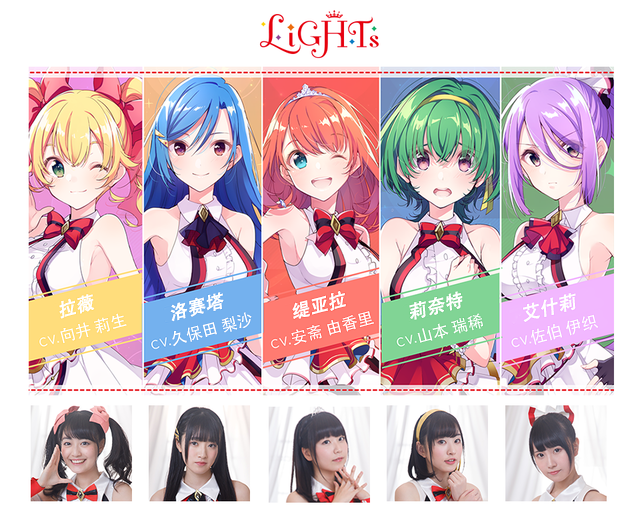 LiGHTs
拉薇
CV.向井 莉生
洛赛塔
CV.久保田 梨沙
缇亚拉
CV.安斋 由香里
莉奈特
CV.山本 瑞稀
艾什莉
CV.佐伯 伊织